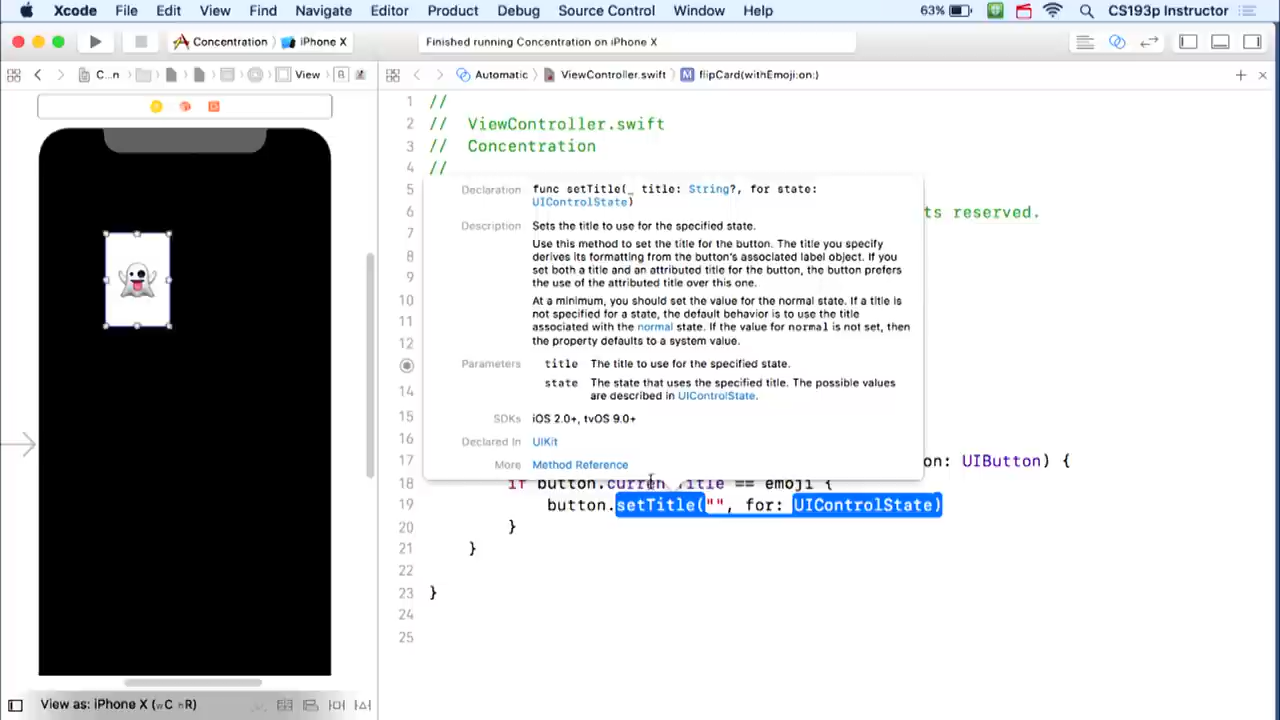 Xcode File Edit View Find Navigate Editor Product Debug Source Control Window Help 63% CS193p Instructor
Concentration iPhone X Finished running Concentration on iPhone X
C...n View B Automatic ViewController.swift flipCard(withEmoji:on:)
1 //
2 // ViewController.swift
3 // Concentration
4 //
5
6 ts reserved.
7
8
9
10
11
12
14
15
16
17 on: UIButton) {
18 if button.currentTitle == emoji {
19 button.setTitle("", for: UIControlState)
20 }
21 }
22
23 }
24
25
Declaration func setTitle(_ title: String?, for state:
UIControlState)
Description Sets the title to use for the specified state.
Use this method to set the title for the button. The title you specify
derives its formatting from the button's associated label object. If you
set both a title and an attributed title for the button, the button prefers
the use of the attributed title over this one.
At a minimum, you should set the value for the normal state. If a title is
not specified for a state, the default behavior is to use the title
associated with the normal state. If the value for normal is not set, then
the property defaults to a system value.
Parameters title The title to use for the specified state.
state The state that uses the specified title. The possible values
are described in UIControlState.
SDKs iOS 2.0+, tvOS 9.0+
Declared In UIKit
More Method Reference
View as: iPhone X (wC hR)